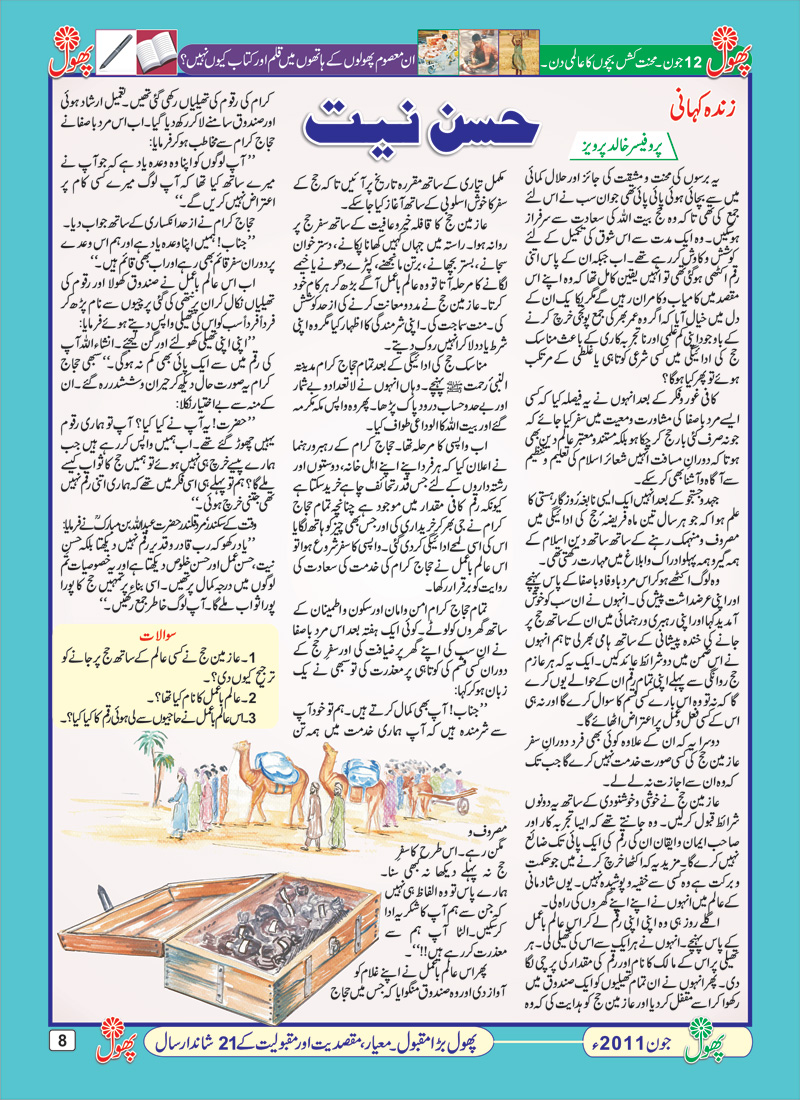 پھول
12 جون۔ محنت کش بچوں کا عالمی دن۔
ان معصوم پھولوں کے ہاتھوں میں قلم اور کتاب کیوں نہیں؟
پھول
زندہ کہانی
حسن نیت
پروفیسر خالد پرویز
یہ برسوں کی محنت و مشقت کی جائز اور حلال کمائی
میں سے بچائی ہوئی پائی پائی تھی جو ان سب نے اس لئے
جمع کی تھی تاکہ وہ حج بیت اللہ کی سعادت سے سرفراز
ہوسکیں۔ وہ ایک مدت سے اس شوق کی تکمیل کے لئے
کوشش و کاوش کر رہے تھے۔ اب جبکہ ان کے پاس اتنی
رقم اکٹھی ہوگئی تھی تو انہیں یقین کامل تھا کہ وہ اپنے اس
مقصد میں کامیاب و کامران رہیں گے مگر یکا یک ان کے
دل میں خیال آیا کہ اگر وہ عمر بھر کی جمع پونجی خرچ کرنے
کے باوجود اپنی کم علمی اور ناتجربہ کاری کے باعث مناسک
حج کی ادائیگی میں کسی شرعی کوتاہی یا غلطی کے مرتکب
ہوئے تو پھر کیا ہوگا؟
کافی غور و فکر کے بعد انہوں نے یہ فیصلہ کیا کہ کسی
ایسے مرد باصفا کی مشاورت و معیت میں سفر کیا جائے کہ
جو نہ صرف کئی بار حج کرچکا ہو بلکہ مستند و معتبر عالم دین بھی
ہو تاکہ دوران مسافت انہیں شعائر اسلام کی تعلیم و تنظیم
سے آگاہ و آشنا بھی کر سکے۔
جہد و جستجو کے بعد انہیں ایک ایسی نابغۂ روزگار ہستی کا
علم ہوا کہ جو ہر سال تین ماہ فریضۂ حج کی ادائیگی میں
مصروف و منہمک رہنے کے ساتھ ساتھ دین اسلام کے
ہمہ گیر و ہمہ پہلو ادراک و ابلاغ میں مہارت رکھتی تھی۔
وہ لوگ اکٹھے ہو کر اس مرد باوفا و باصفا کے پاس پہنچے
اور اپنی عرضداشت پیش کی۔ انہوں نے ان سب کو خوش
آمدید کہا اور اپنی رہبری و رہنمائی میں ان کے ساتھ حج پر
جانے کی خندہ پیشانی کے ساتھ ہامی بھر لی تاہم انہوں
نے اس ضمن میں دو شرائط عائد کیں۔ ایک یہ کہ ہر عازم
حج روانگی سے پہلے اپنی تمام رقم ان کے حوالے یوں کرے
گا کہ نہ تو وہ اس بارے کسی قسم کا سوال کرے گا اور نہ ہی
اس کے کسی فعل و عمل پر اعتراض اٹھائے گا۔
دوسرا یہ کہ ان کے علاوہ کوئی بھی فرد دوران سفر
عازمین حج کی کسی صورت خدمت نہیں کرے گا جب تک
کہ وہ ان سے اجازت نہ لے لے۔
عازمین حج نے خوشی و خوشنودی کے ساتھ یہ دونوں
شرائط قبول کرلیں۔ وہ جانتے تھے کہ ایسا تجربہ کار اور
صاحب ایمان و ایقان ان کی رقم کی ایک پائی تک ضائع
نہیں کرے گا۔ مزید یہ کہ اکٹھا خرچ کرنے میں جو حکمت
و برکت ہے وہ کسی سے خفیہ و پوشیدہ نہیں۔ یوں شادمانی
کے عالم میں انہوں نے اپنے اپنے گھروں کی راہ لی۔
اگلے روز ہی وہ اپنی اپنی رقم لے کر اس عالم باعمل
کے پاس پہنچے۔ انہوں نے ہر ایک سے اس کی تھیلی لی۔ ہر
تھیلی پر اس کے مالک کا نام اور رقم کی مقدار کی پرچی لگا
دی۔ پھر انہوں نے ان تمام تھیلیوں کو ایک صندوق میں
رکھوا کر اسے مقفل کر دیا اور عازمین حج کو ہدایت کی کہ وہ
مکمل تیاری کے ساتھ مقررہ تاریخ پر آئیں تاکہ حج کے
سفر کا خوش اسلوبی کے ساتھ آغاز کیا جاسکے۔
عازمین حج کا قافلہ خیر و عافیت کے ساتھ سفر حج پر
روانہ ہوا۔ راستہ میں جہاں کہیں کھانا پکانے، دستر خوان
سجانے، بستر بچھانے، برتن مانجھنے، کپڑے دھونے یا خیمے
لگانے کا مرحلہ آتا تو وہ عالم باعمل آگے بڑھ کر ہر کام خود
کرتا۔ عازمین حج نے مدد و معاونت کرنے کی ازحد کوشش
کی۔ منت سماجت کی۔ اپنی شرمندگی کا اظہار کیا مگر وہ اپنی
شرط یاد دلا کر انہیں روک دیتے۔
مناسک حج کی ادائیگی کے بعد تمام حجاج کرام مدینتہ
النبی رحمت ﷺ پہنچے۔ وہاں انہوں نے لاتعداد و بے شمار
اور بے حد و حساب درود پاک پڑھا۔ پھر وہ واپس مکہ مکرمہ
گئے اور بیت اللہ کا الوداعی طواف کیا۔
اب واپسی کا مرحلہ تھا۔ حجاج کرام کے رہبر و رہنما
نے اعلان کیا کہ ہر فرد اپنے اپنے اہل خانہ، دوستوں اور
رشتہ داروں کے لئے جس قدر تحائف چاہے خرید سکتا ہے
کیونکہ رقم کافی مقدار میں موجود ہے چنانچہ تمام حجاج
کرام نے جی بھر کر خریداری کی اور جس بھی چیز کو ہاتھ لگایا
اس کی اسی لمحے ادائیگی کر دی گئی۔ واپسی کا سفر شروع ہوا تو
اس عالم باعمل نے حجاج کرام کی خدمت کی سعادت کی
روایت کو برقرار رکھا۔
تمام حجاج کرام امن و امان اور سکون و اطمینان کے
ساتھ گھروں کو لوٹے۔ کوئی ایک ہفتہ بعد اس مرد باصفا
نے ان سب کی اپنے گھر پر ضیافت کی اور سفر حج کے
دوران کسی قسم کی کوتاہی پر معذرت کی تو سبھی نے یک
زبان ہو کر کہا:
”جناب! آپ بھی کمال کرتے ہیں۔ ہم تو خود آپ
سے شرمندہ ہیں کہ آپ ہماری خدمت میں ہمہ تن
مصروف و
مگن رہے۔ اس طرح کا سفر
حج نہ پہلے دیکھا نہ بھی سنا۔
ہمارے پاس تو وہ الفاظ ہی نہیں
کہ جن سے ہم آپ کا شکریہ ادا
کر سکیں۔ الٹا آپ ہم سے
معذرت کر رہے ہیں!!“۔
پھر اس عالم باعمل نے اپنے غلام کو
آواز دی اور وہ صندوق منگوایا کہ جس میں حجاج
کرام کی رقوم کی تھیلیاں رکھی گئی تھیں۔ تعمیل ارشاد ہوئی
اور صندوق سامنے لا کر رکھ دیا گیا۔ اب اس مرد باصفا نے
حجاج کرام سے مخاطب ہو کر فرمایا:
”آپ لوگوں کو اپنا وہ وعدہ یاد ہے کہ جو آپ نے
میرے ساتھ کیا تھا کہ آپ لوگ میرے کسی کام پر
اعتراض نہیں کریں گے۔“
حجاج کرام نے ازحد انکساری کے ساتھ جواب دیا۔
”جناب! ہمیں اپنا وعدہ یاد ہے اور ہم اس وعدے
پر دوران سفر قائم بھی رہے اور اب بھی قائم ہیں۔“
اب اس عالم باعمل نے صندوق کھولا اور رقوم کی
تھیلیاں نکال کر ان پر نتھی کی گئی پرچیوں سے نام پڑھ کر
فرداً فرداً سب کو اس کی تھیلی واپس دیتے ہوئے فرمایا:
”اپنی اپنی تھیلی کھولئے اور گن لیجئے۔ انشاء اللہ آپ
کی رقم میں سے ایک پائی بھی کم نہ ہوگی۔“ سبھی حجاج
کرام یہ صورت حال دیکھ کر حیران و ششدر رہ گئے۔ ان
کے منہ سے بے اختیار نکلا:
”حضرت! یہ آپ نے کیا کیا؟ آپ تو ہماری رقوم
یہیں چھوڑ گئے تھے۔ اب ہمیں واپس کر رہے ہیں جب
ہمارے پیسے خرچ ہی نہیں ہوئے تو ہمیں حج کا ثواب کیسے
ملے گا؟ ہم تو پہلے ہی اسی فکر میں تھے کہ ہماری اتنی رقم نہیں
تھی جتنی خرچ ہوئی۔“
وقت کے سکندر مرد قلندر حضرت عبداللہ بن مبارکؒ نے فرمایا:
”یاد رکھو کہ رب قادر و قدیر رقم نہیں دیکھتا بلکہ حسن
نیت، حسن عمل اور حسن خلوص دیکھتا ہے اور یہ خصوصیات تم
لوگوں میں درجہ کمال پر تھیں۔ اسی بناء پر تمہیں حج کا پورا
پورا ثواب ملے گا۔ آپ لوگ خاطر جمع رکھیں۔“
سوالات
1۔ عازمین حج نے کسی عالم کے ساتھ حج پر جانے کو
ترجیح کیوں دی؟۔
2۔ عالم باعمل کا نام کیا تھا؟۔
3۔ اس عالم باعمل نے حاجیوں سے لی ہوئی رقم کا کیا کیا؟۔
پھول
جون 2011ء
پھول بڑا مقبول۔ معیار، مقصدیت اور مقبولیت کے 21 شاندار سال
پھول
8